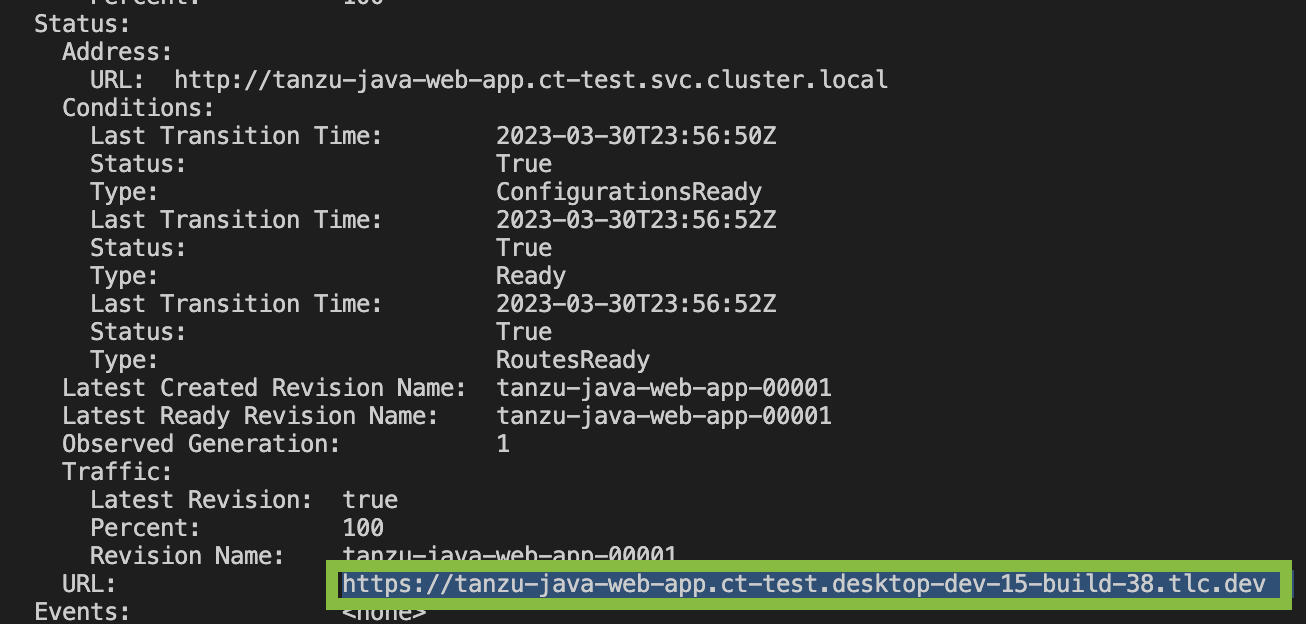 Percent: 100
Status:
Address:
URL: http://tanzu-java-web-app.ct-test.svc.cluster.local
Conditions:
Last Transition Time: 2023-03-30T23:56:50Z
Status: True
Type: ConfigurationsReady
Last Transition Time: 2023-03-30T23:56:52Z
Status: True
Type: Ready
Last Transition Time: 2023-03-30T23:56:52Z
Status: True
Type: RoutesReady
Latest Created Revision Name: tanzu-java-web-app-00001
Latest Ready Revision Name: tanzu-java-web-app-00001
Observed Generation: 1
Traffic:
Latest Revision: true
Percent: 100
Revision Name: tanzu-java-web-app-00001
URL: https://tanzu-java-web-app.ct-test.desktop-dev-15-build-38.tlc.dev
Events: <none>